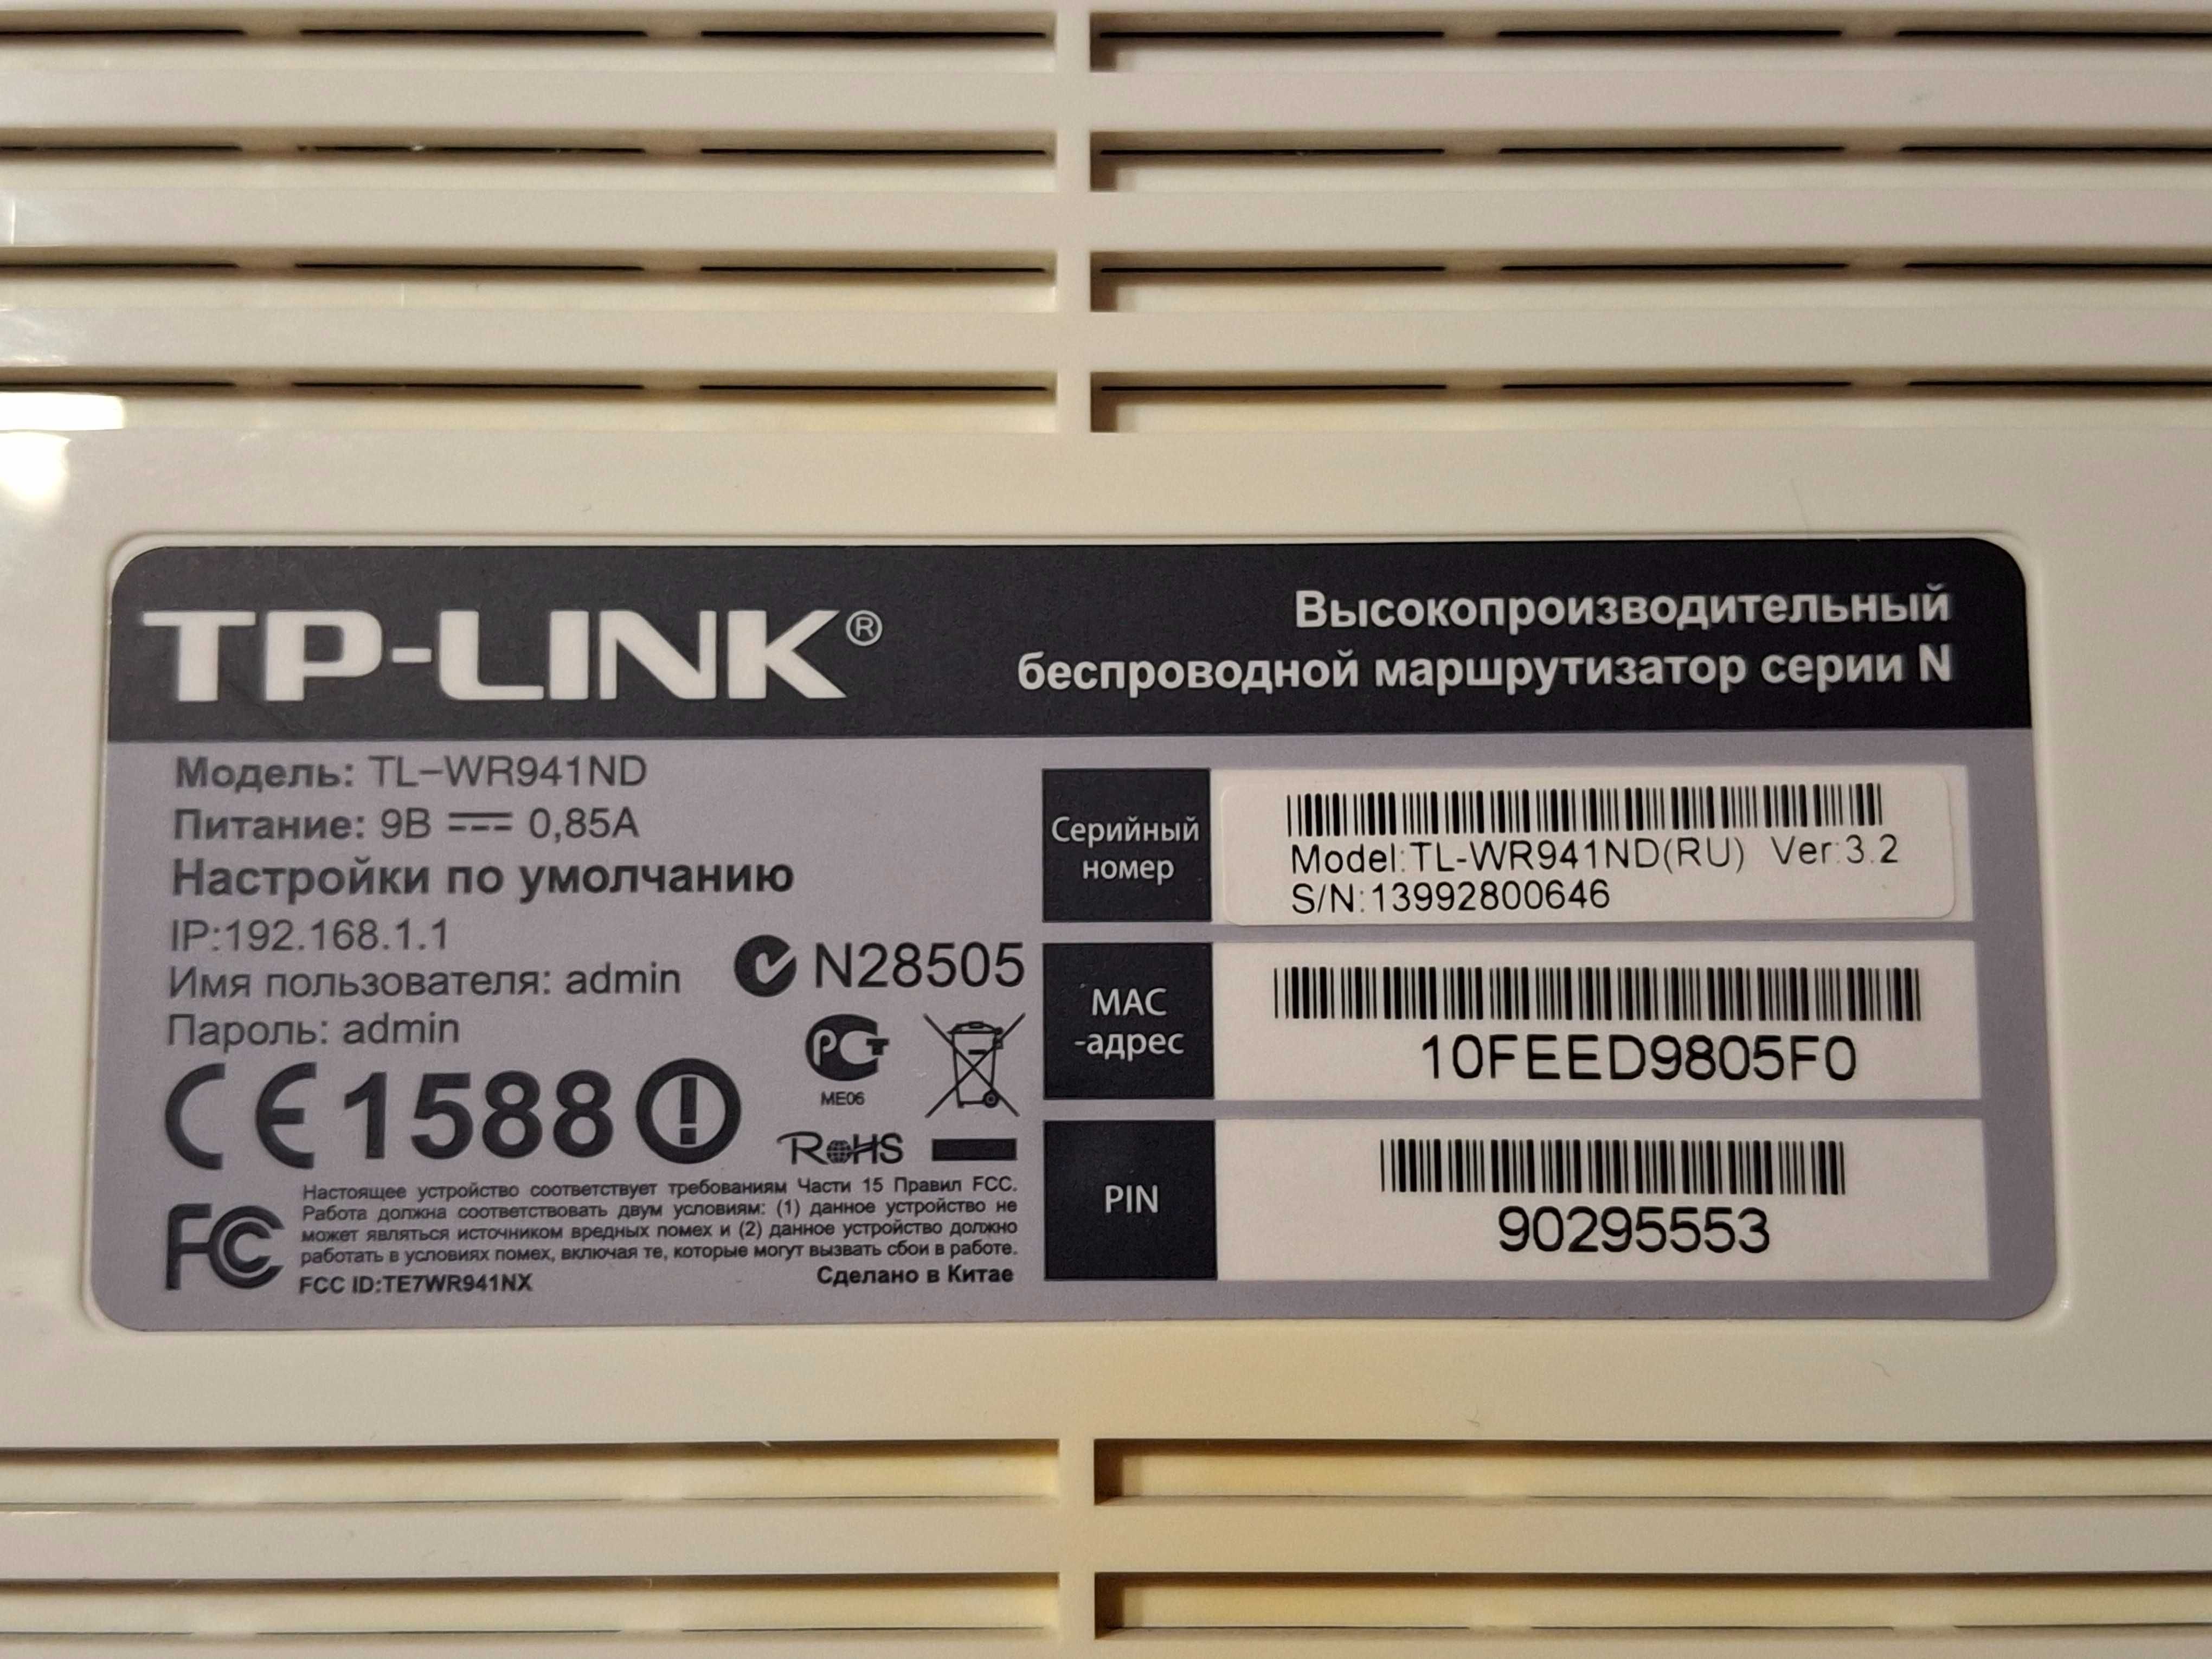 TP-LINK®
Высокопроизводительный
беспроводной маршрутизатор серии N
Модель: TL-WR941ND
Питание: 9В 0,85А
Настройки по умолчанию
IP:192.168.1.1
Имя пользователя: admin
Пароль: admin
N28505
CE1588
РСТ
ME06
RoHS
FC
Настоящее устройство соответствует требованиям Части 15 Правил FCC.
Работа должна соответствовать двум условиям: (1) данное устройство не
может являться источником вредных помех и (2) данное устройство должно
работать в условиях помех, включая те, которые могут вызвать сбои в работе.
FCC ID:TE7WR941NX
Сделано в Китае
Серийный
номер
Model:TL-WR941ND(RU) Ver:3.2
S/N:13992800646
MAC
-адрес
10FEED9805F0
PIN
90295553